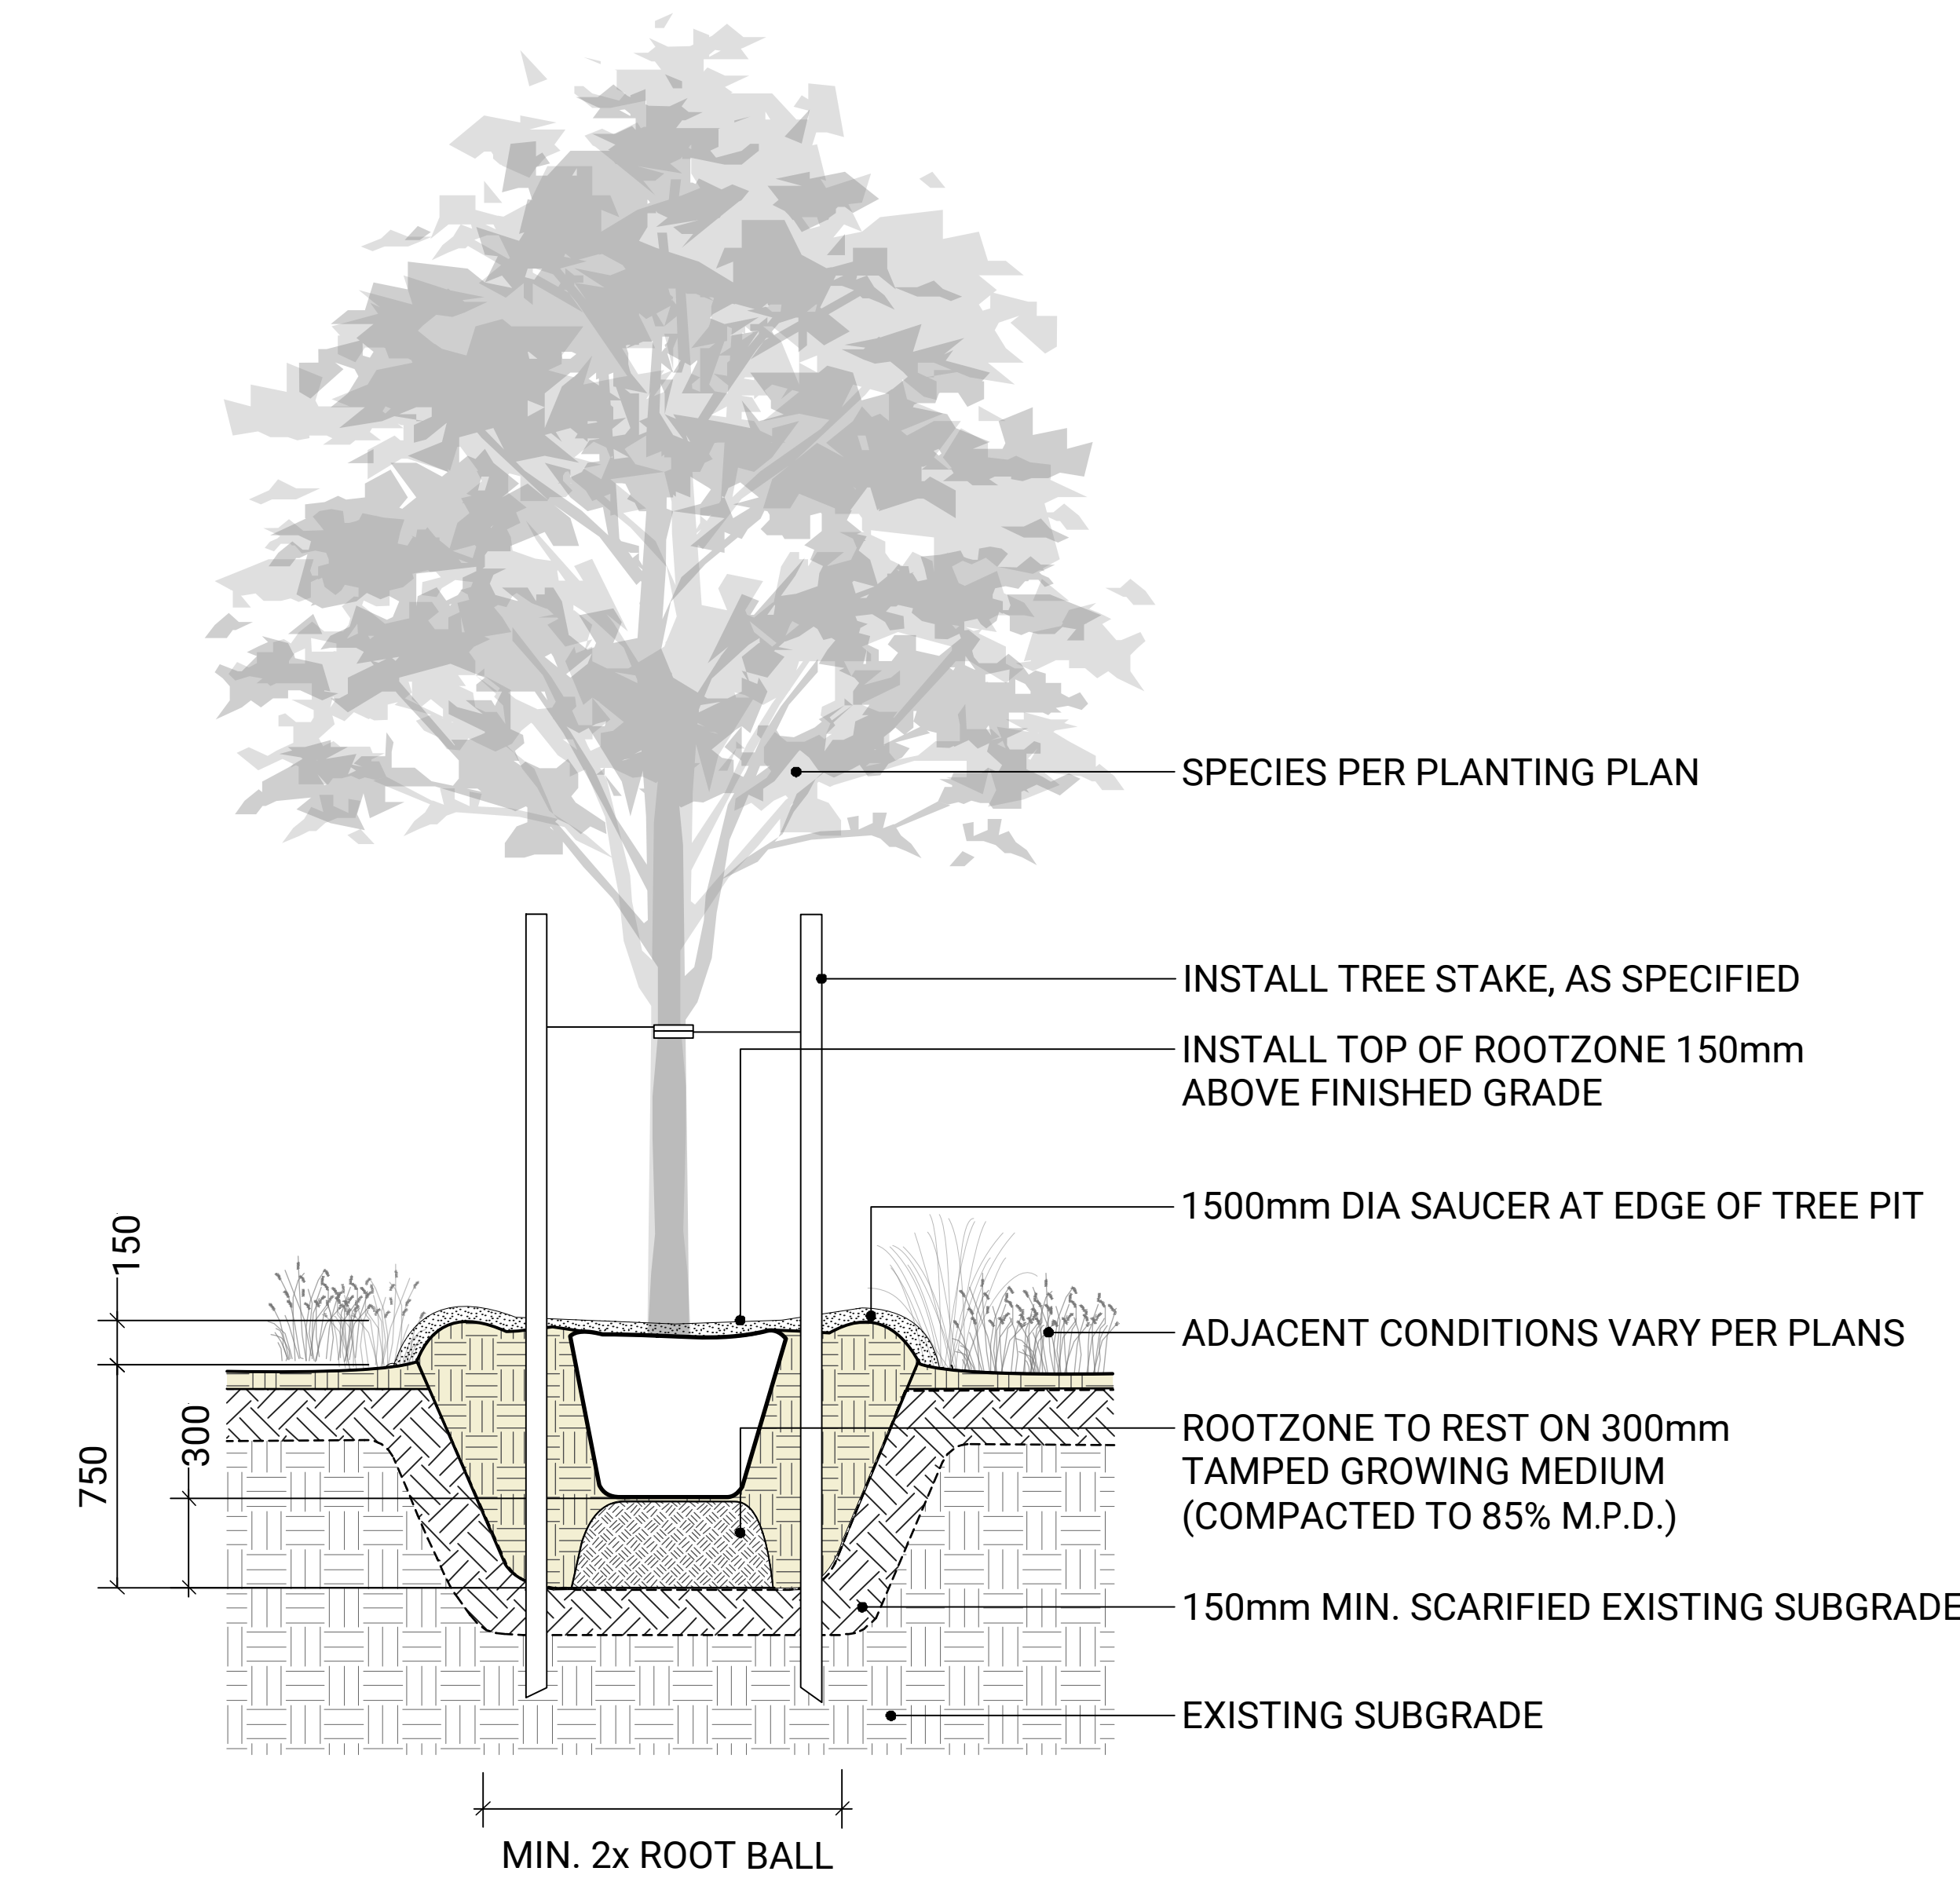 SPECIES PER PLANTING PLAN
INSTALL TREE STAKE, AS SPECIFIED
INSTALL TOP OF ROOTZONE 150mm
ABOVE FINISHED GRADE
1500mm DIA SAUCER AT EDGE OF TREE PIT
150
ADJACENT CONDITIONS VARY PER PLANS
300
750
ROOTZONE TO REST ON 300mm
TAMPED GROWING MEDIUM
(COMPACTED TO 85% M.P.D.)
150mm MIN. SCARIFIED EXISTING SUBGRADE
EXISTING SUBGRADE
MIN. 2x ROOT BALL